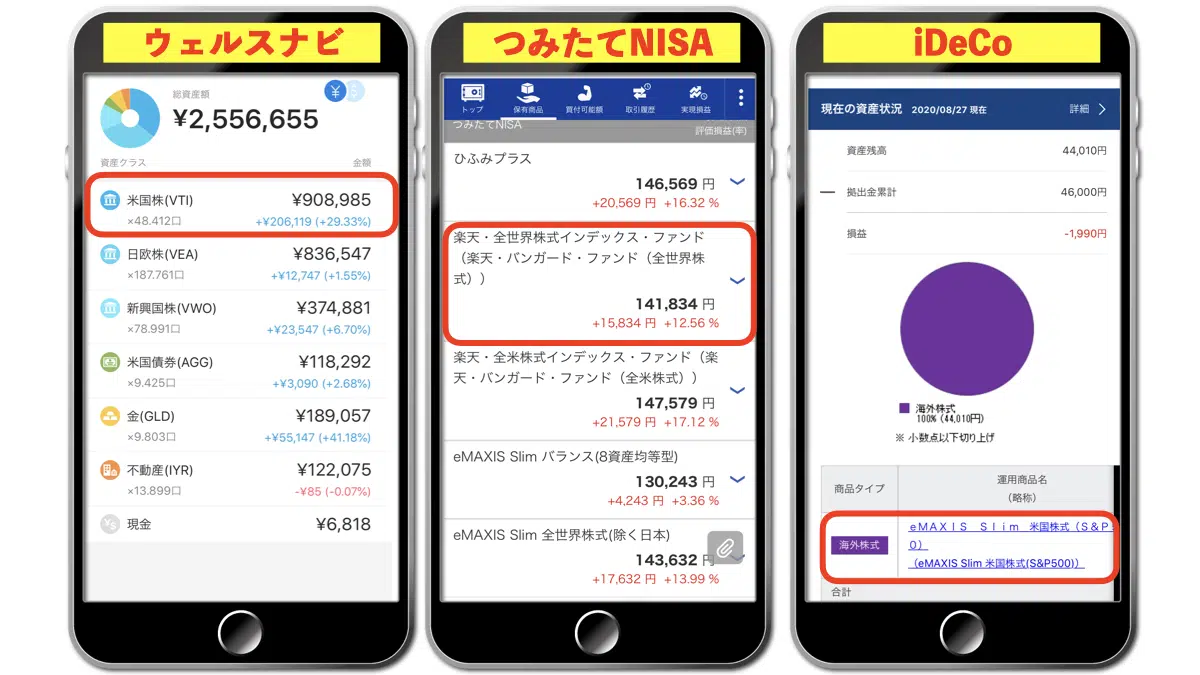 ウェルスナビ
総資産額
¥ $
¥2,556,655
資産クラス 金額
米国株(VTI) ¥908,985
×48.412口 +¥206,119 (+29.33%)
日欧株(VEA) ¥836,547
×187.761口 +¥12,747 (+1.55%)
新興国株(VWO) ¥374,881
×78.991口 +¥23,547 (+6.70%)
米国債券(AGG) ¥118,292
×9.425口 +¥3,090 (+2.68%)
金(GLD) ¥189,057
×9.803口 +¥55,147 (+41.18%)
不動産(IYR) ¥122,075
×13.899口 -¥85 (-0.07%)
現金 ¥6,818
つみたてNISA
トップ 保有商品 買付可能額 取引履歴 実現損益
つみたてNISA
評価損益(率)
ひふみプラス
146,569 円
+20,569 円 +16.32 %
楽天・全世界株式インデックス・ファンド
（楽天・バンガード・ファンド（全世界株
式））
141,834 円
+15,834 円 +12.56 %
楽天・全米株式インデックス・ファンド（楽
天・バンガード・ファンド（全米株式））
147,579 円
+21,579 円 +17.12 %
eMAXIS Slim バランス(8資産均等型)
130,243 円
+4,243 円 +3.36 %
eMAXIS Slim 全世界株式(除く日本)
143,632 円
+17,632 円 +13.99 %
iDeCo
現在の資産状況 2020/08/27 現在 詳細
資産残高 44,010円
拠出金累計 46,000円
損益 -1,990円
海外株式
100% (44,010円)
※ 小数点以下切り上げ
商品タイプ 運用商品名
（略称）
海外株式 ｅＭＡＸＩＳ Ｓｌｉｍ 米国株式（Ｓ＆Ｐ
０）
（eMAXIS Slim 米国株式(S&P500)）
合計